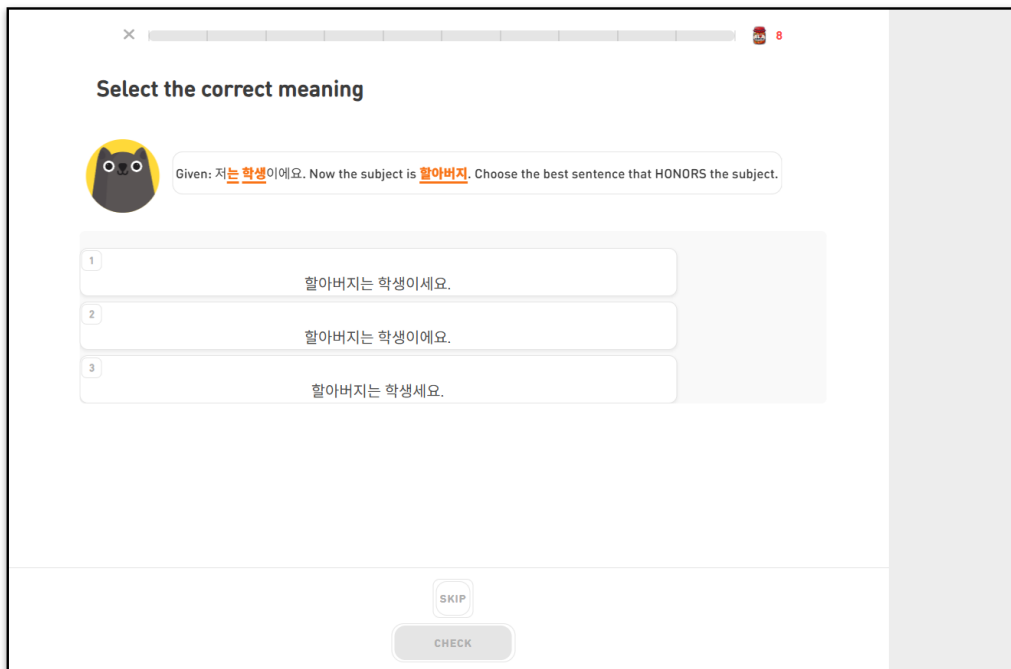 8
Select the correct meaning
Given: 저는 학생이에요. Now the subject is 할아버지. Choose the best sentence that HONORS the subject.
1
할아버지는 학생이세요.
2
할아버지는 학생이에요.
3
할아버지는 학생세요.
SKIP
CHECK